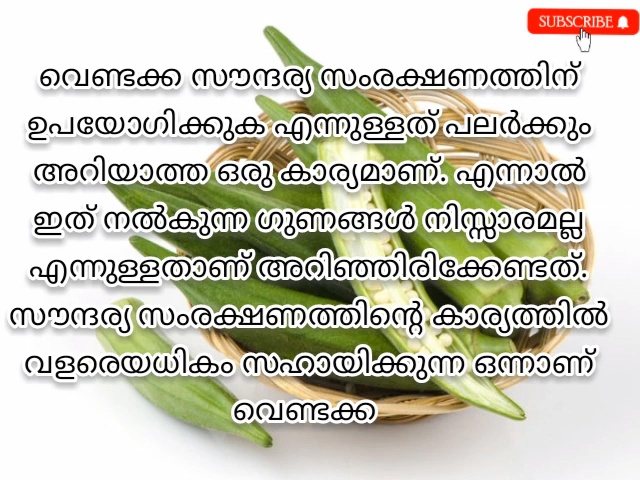 SUBSCRIBE
വെണ്ടക്ക സൗന്ദര്യ സംരക്ഷണത്തിന്
ഉപയോഗിക്കുക എന്നുള്ളത് പലർക്കും
അറിയാത്ത ഒരു കാര്യമാണ്. എന്നാൽ
ഇത് നൽകുന്ന ഗുണങ്ങൾ നിസ്സാരമല്ല
എന്നുള്ളതാണ് അറിഞ്ഞിരിക്കേണ്ടത്.
സൗന്ദര്യ സംരക്ഷണത്തിന്റെ കാര്യത്തിൽ
വളരെയധികം സഹായിക്കുന്ന ഒന്നാണ്
വെണ്ടക്ക